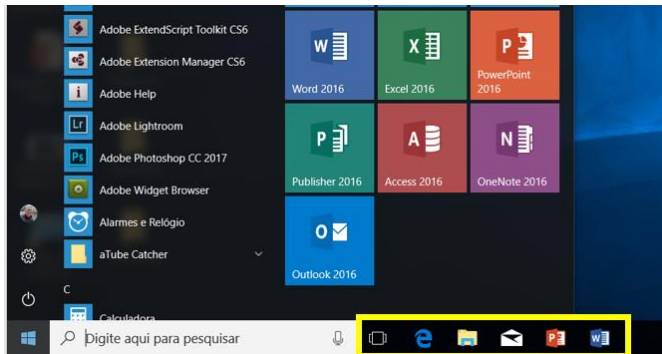 Adobe ExtendScript Toolkit CS6
Adobe Extension Manager CS6
Adobe Help
Adobe Lightroom
Adobe Photoshop CC 2017
Adobe Widget Browser
Alarmes e Relógio
aTube Catcher
C
Calculadora
Word 2016
Excel 2016
PowerPoint
2016
Publisher 2016
Access 2016
OneNote 2016
Outlook 2016
Digite aqui para pesquisar